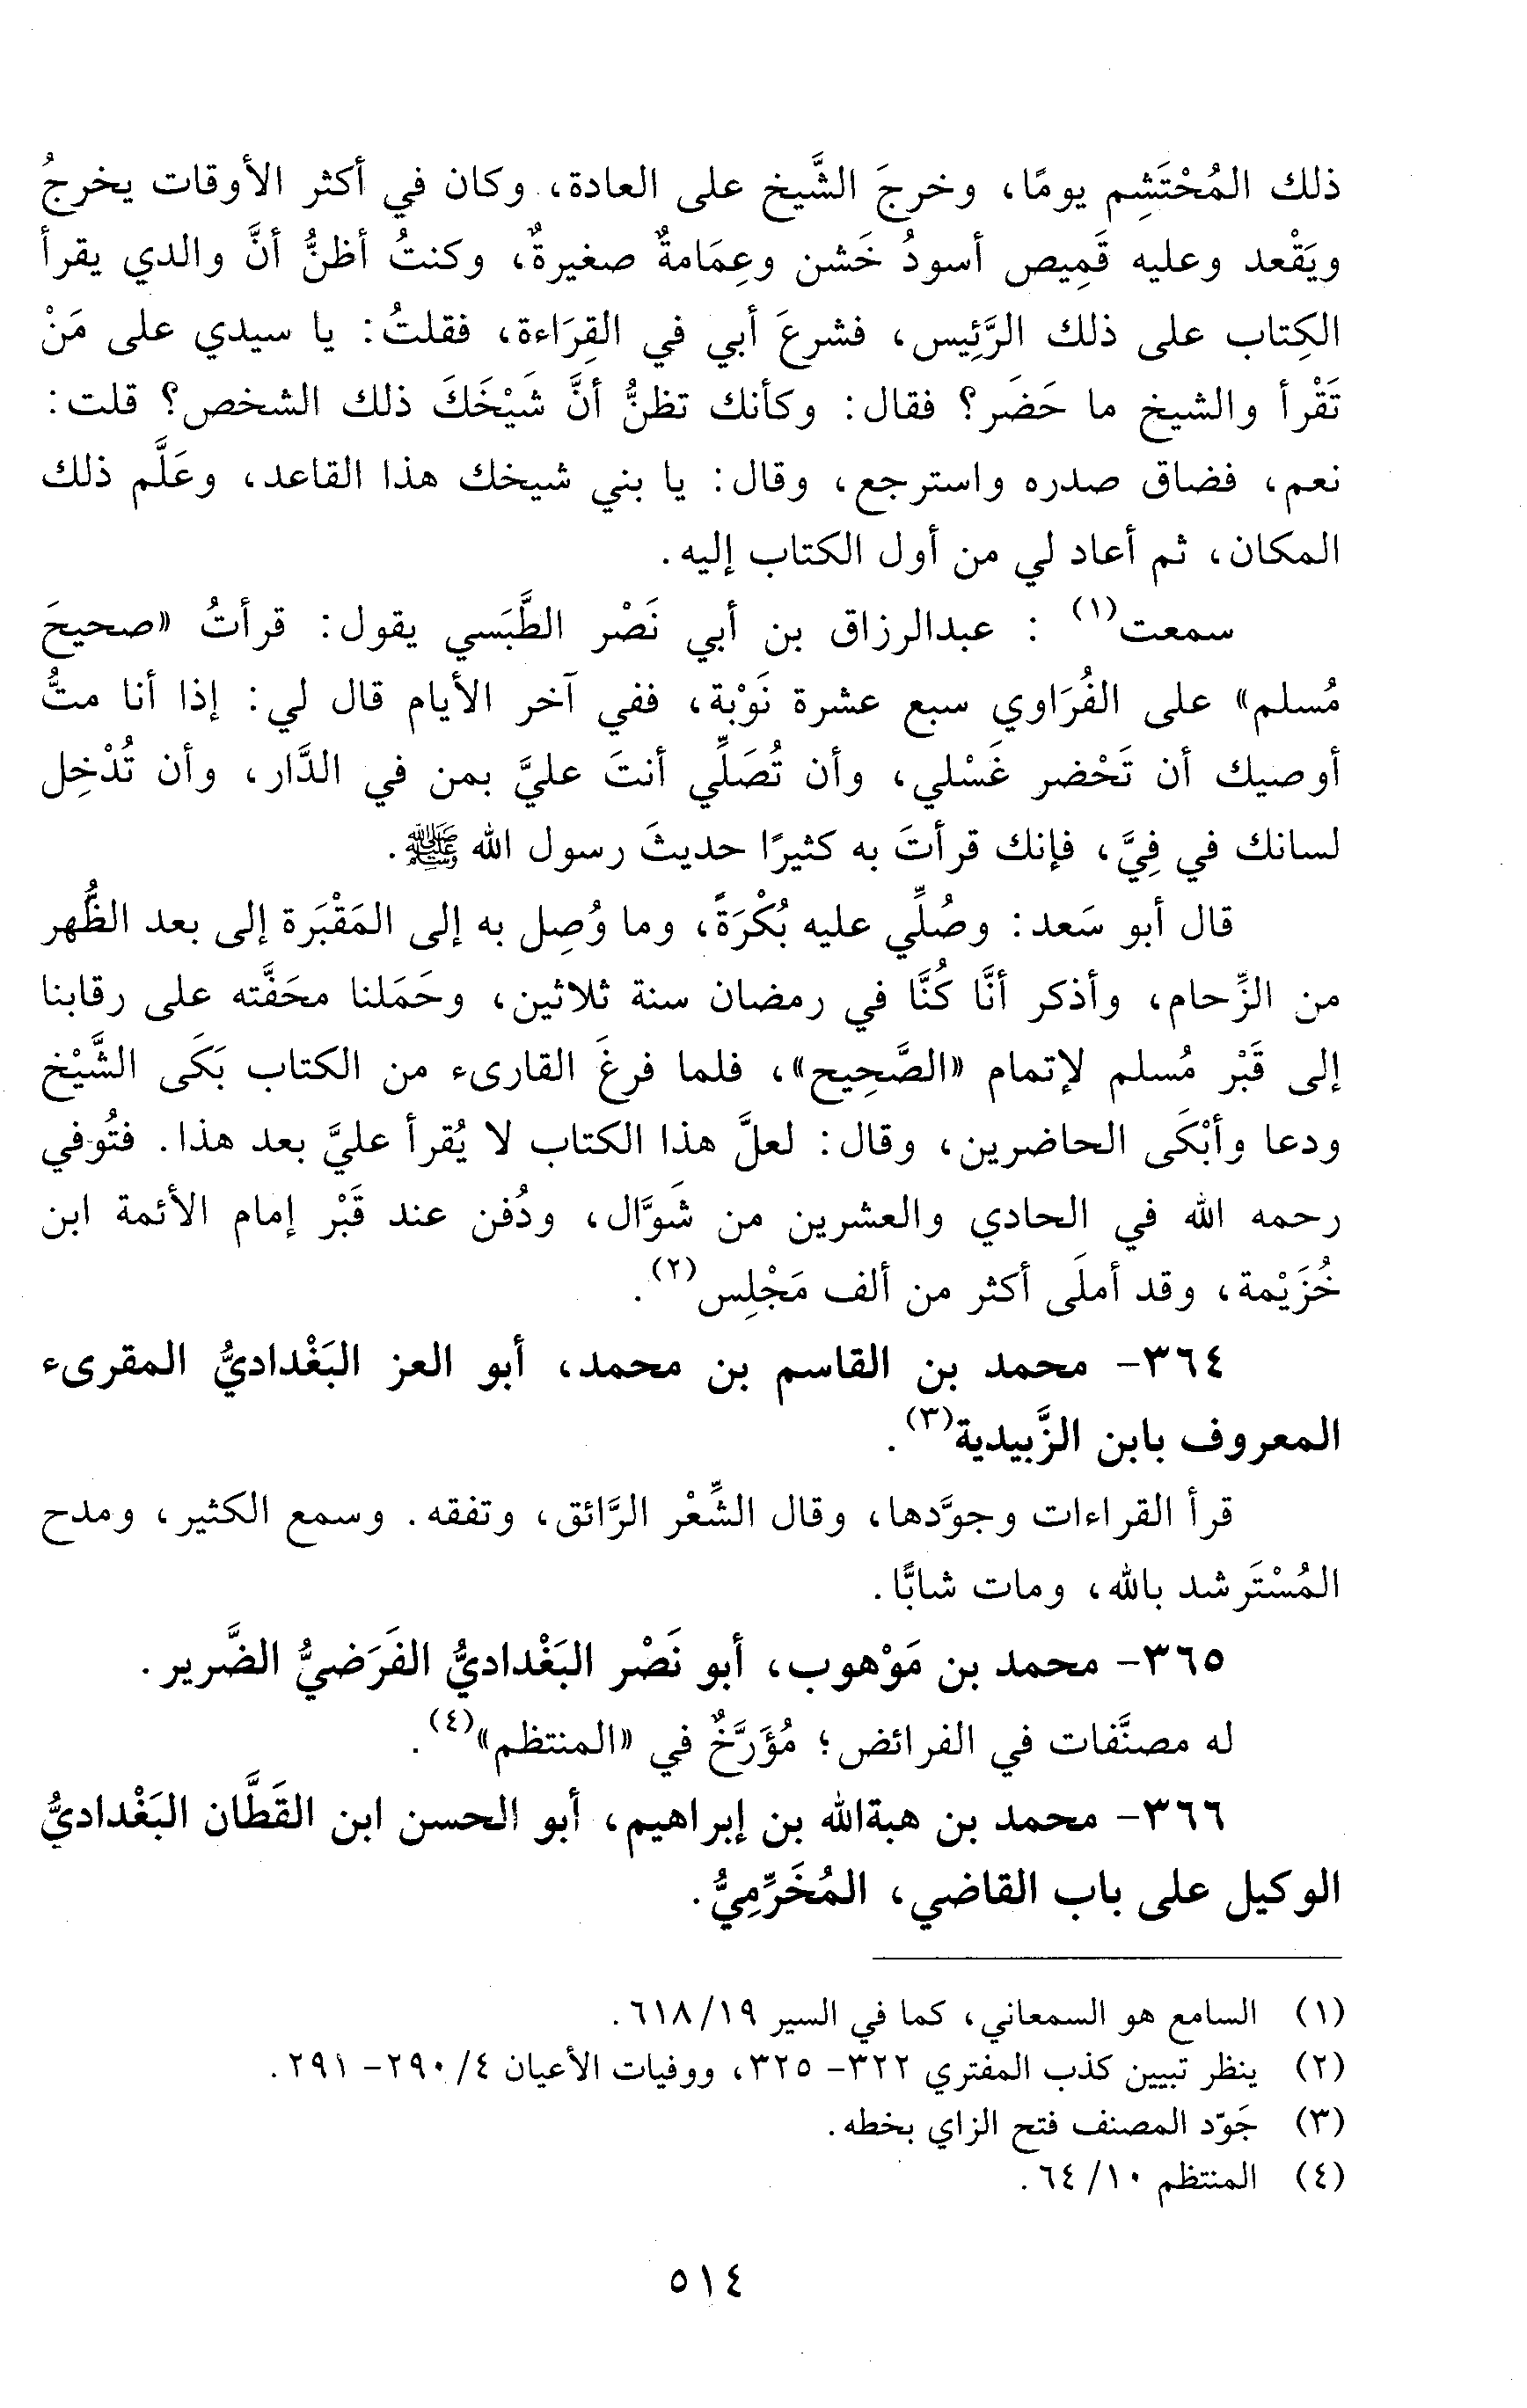 ذلك المُحْتَشِم يومًا، وخرجَ الشَّيخ على العادة، وكان في أكثر الأوقات يخرجُ
ويَقْعد وعليه قَمِيص أسودُ خَشن وعِمَامةٌ صغيرةٌ، وكنتُ أظنُّ أنَّ والدي يقرأ
الكِتاب على ذلك الرَّئِيس، فشرعَ أبي في القِرَاءة، فقلتُ: يا سيدي على مَنْ
تَقْرأ والشيخ ما حَضَر؟ فقال: وكأنك تظنُّ أنَّ شَيْخَكَ ذلك الشخص؟ قلت:
نعم، فضاق صدره واسترجع، وقال: يا بني شيخك هذا القاعد، وعَلَّم ذلك
المكان، ثم أعاد لي من أول الكتاب إليه.
سمعت(١) : عبدالرزاق بن أبي نَصْر الطَّبَسي يقول: قرأتُ «صحيحَ
مُسلم» على الفُرَاوي سبع عشرة نَوْبة، ففي آخر الأيام قال لي: إذا أنا متُّ
أوصيك أن تَحْضر غَسْلي، وأن تُصَلِّي أنتَ عليَّ بمن في الدَّار، وأن تُدْخِل
لسانك في فِيَّ، فإنك قرأتَ به كثيرًا حديثَ رسول الله ﷺ.
قال أبو سَعد: وصُلِّي عليه بُكْرَةً، وما وُصِل به إلى المَقْبَرة إلى بعد الظُّهر
من الزِّحام، وأذكر أنَّا كُنَّا في رمضان سنة ثلاثين، وحَمَلنا محَفَّته على رقابنا
إلى قَبْر مُسلم لإتمام «الصَّحِيح»، فلما فرغَ القارىء من الكتاب بَكَى الشَّيْخ
ودعا وأبْكَى الحاضرين، وقال: لعلَّ هذا الكتاب لا يُقرأ عليَّ بعد هذا. فتُوفي
رحمه الله في الحادي والعشرين من شَوَّال، ودُفن عند قَبْر إمام الأئمة ابن
خُزَيْمة، وقد أملَى أكثر من ألف مَجْلِس(٢).
٣٦٤- محمد بن القاسم بن محمد، أبو العز البَغْداديُّ المقرىء
المعروف بابن الزَّبيدية(٣).
قرأ القراءات وجوَّدها، وقال الشِّعْر الرَّائق، وتفقه. وسمع الكثير، ومدح
المُسْتَرشد بالله، ومات شابًّا.
٣٦٥- محمد بن مَوْهوب، أبو نَصْر البَغْداديُّ الفَرَضيُّ الضَّرير.
له مصنَّفات في الفرائض؛ مُؤَرَّخٌ في «المنتظم»(٤).
٣٦٦- محمد بن هبةالله بن إبراهيم، أبو الحسن ابن القَطَّان البَغْداديُّ
الوكيل على باب القاضي، المُخَرِّمِيُّ.
(١) السامع هو السمعاني، كما في السير ١٩/ ٦١٨.
(٢) ينظر تبيين كذب المفتري ٣٢٢- ٣٢٥، ووفيات الأعيان ٤/ ٢٩٠- ٢٩١.
(٣) جَوّد المصنف فتح الزاي بخطه.
(٤) المنتظم ١٠/ ٦٤.
٥١٤